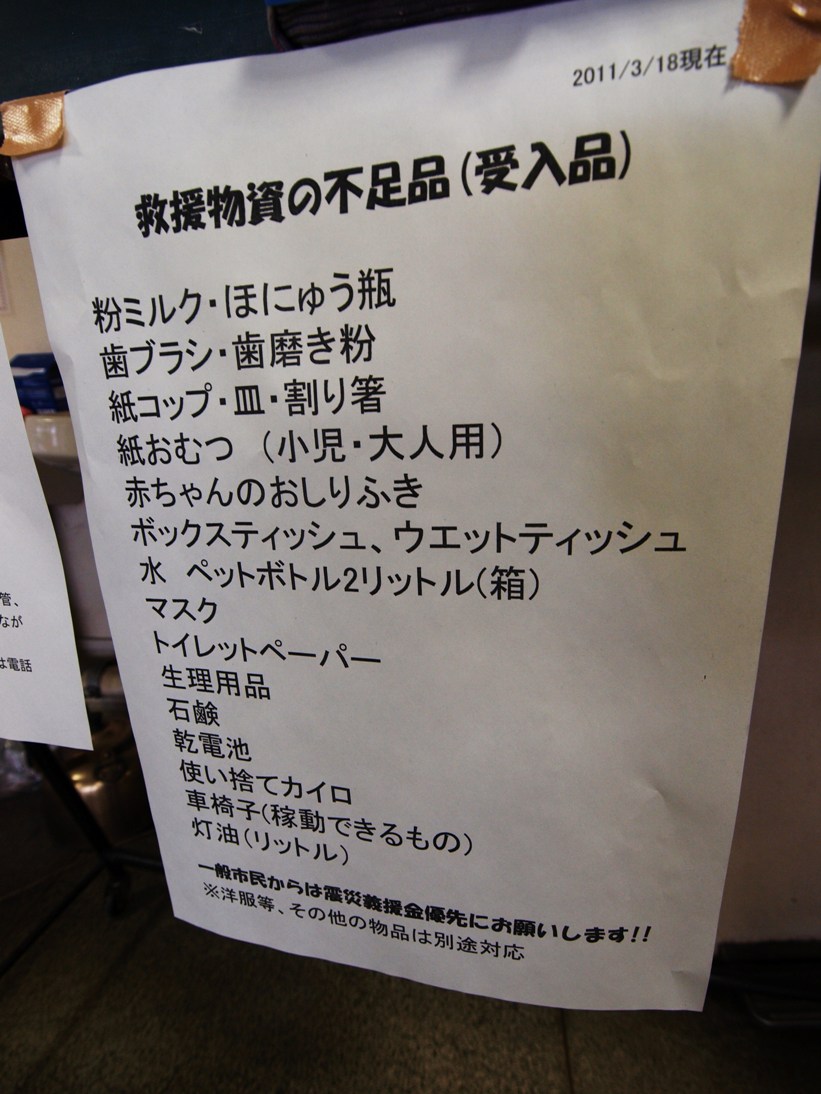 2011/3/18現在
救援物資の不足品(受入品)
粉ミルク・ほにゅう瓶
歯ブラシ・歯磨き粉
紙コップ・皿・割り箸
紙おむつ （小児・大人用）
赤ちゃんのおしりふき
ボックスティッシュ、ウエットティッシュ
水　ペットボトル2リットル(箱)
マスク
トイレットペーパー
生理用品
石鹸
乾電池
使い捨てカイロ
車椅子(稼動できるもの)
灯油(リットル)
一般市民からは震災義援金優先にお願いします!!
※洋服等、その他の物品は別途対応
管、
なが
は電話